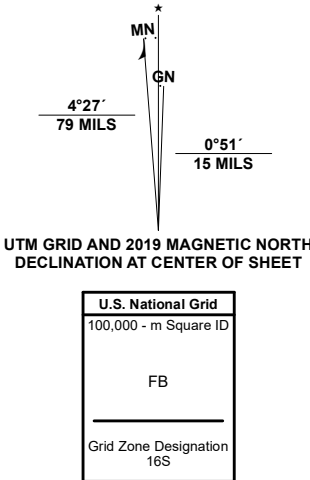 ★
MN
GN
4°27´
79 MILS
0°51´
15 MILS
UTM GRID AND 2019 MAGNETIC NORTH
DECLINATION AT CENTER OF SHEET
U.S. National Grid
100,000 - m Square ID
FB
Grid Zone Designation
16S